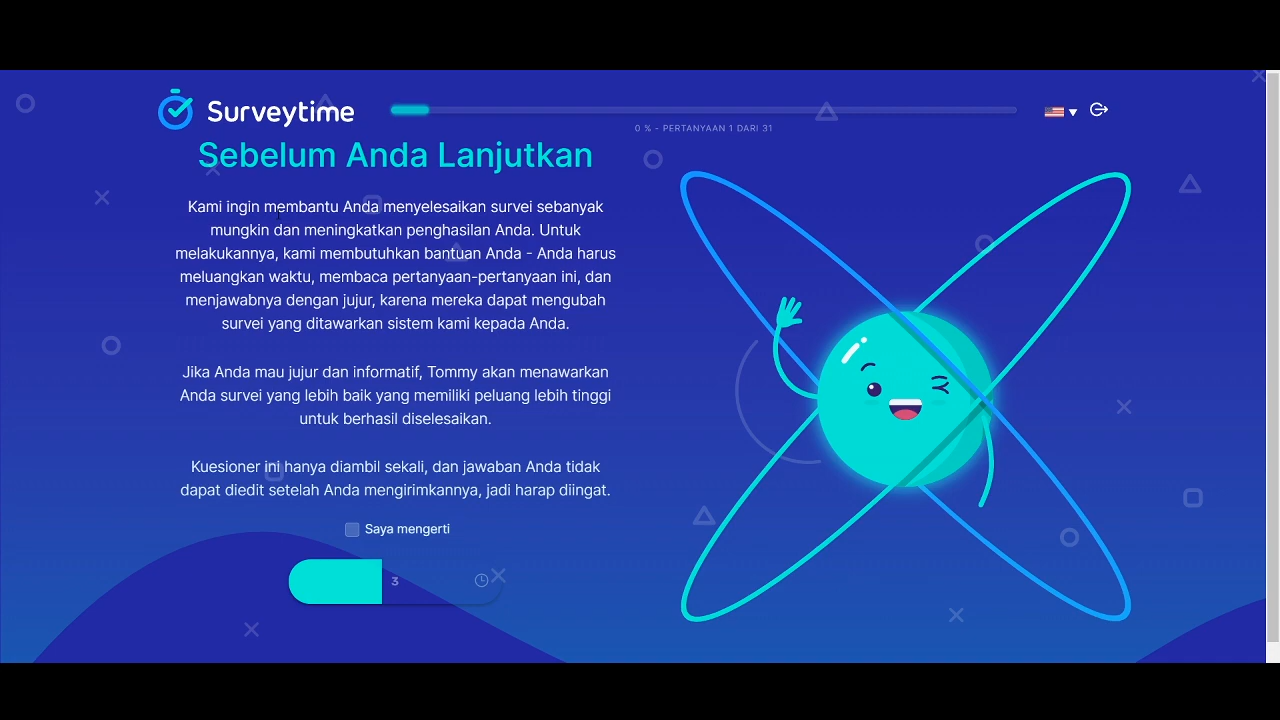 Surveytime
0 % - PERTANYAAN 1 DARI 31
Sebelum Anda Lanjutkan
Kami ingin membantu Anda menyelesaikan survei sebanyak
mungkin dan meningkatkan penghasilan Anda. Untuk
melakukannya, kami membutuhkan bantuan Anda - Anda harus
meluangkan waktu, membaca pertanyaan-pertanyaan ini, dan
menjawabnya dengan jujur, karena mereka dapat mengubah
survei yang ditawarkan sistem kami kepada Anda.
Jika Anda mau jujur dan informatif, Tommy akan menawarkan
Anda survei yang lebih baik yang memiliki peluang lebih tinggi
untuk berhasil diselesaikan.
Kuesioner ini hanya diambil sekali, dan jawaban Anda tidak
dapat diedit setelah Anda mengirimkannya, jadi harap diingat.
Saya mengerti
3